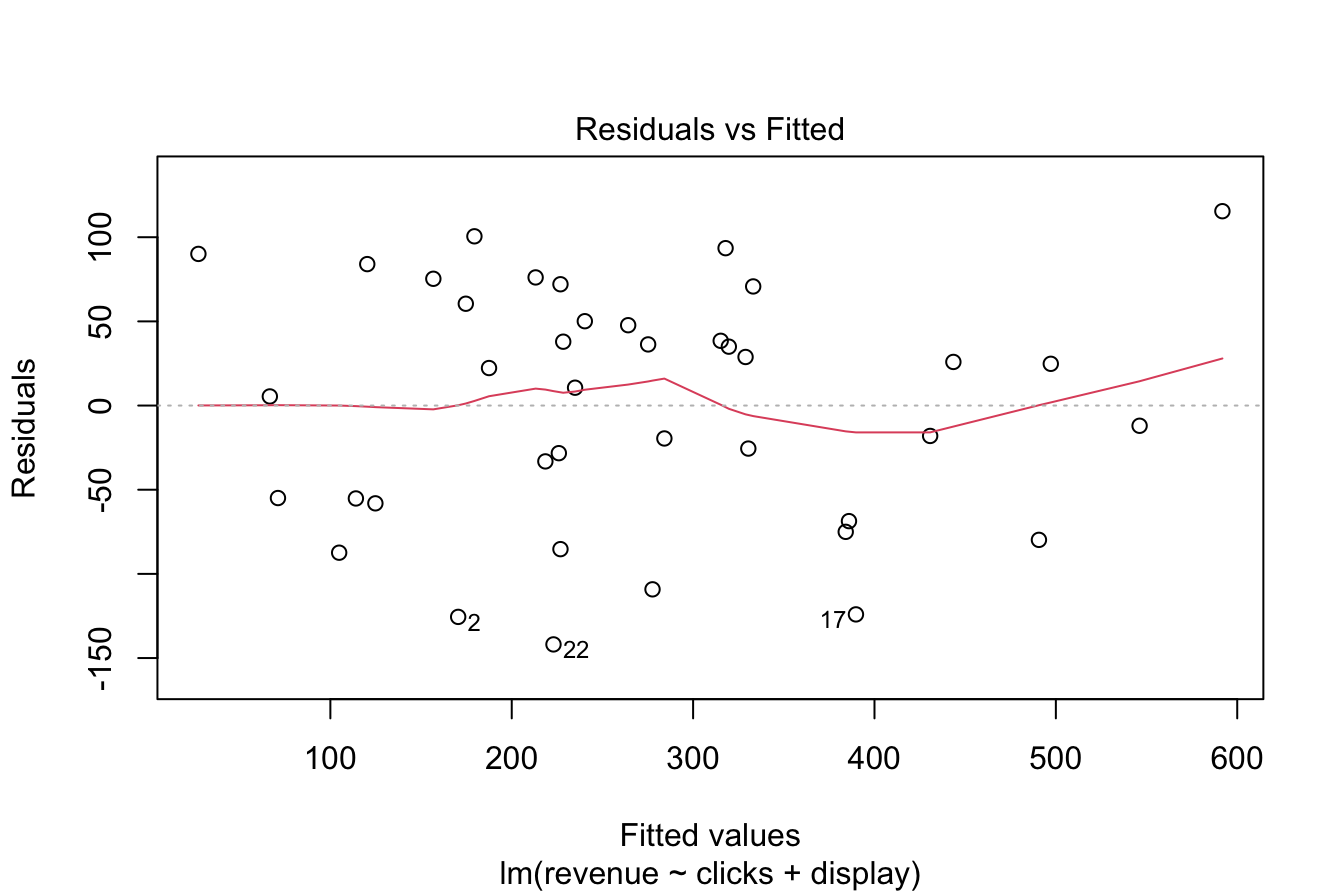 Residuals vs Fitted
Residuals
100
50
0
-50
-150
2
22
17
100 200 300 400 500 600
Fitted values
lm(revenue ~ clicks + display)